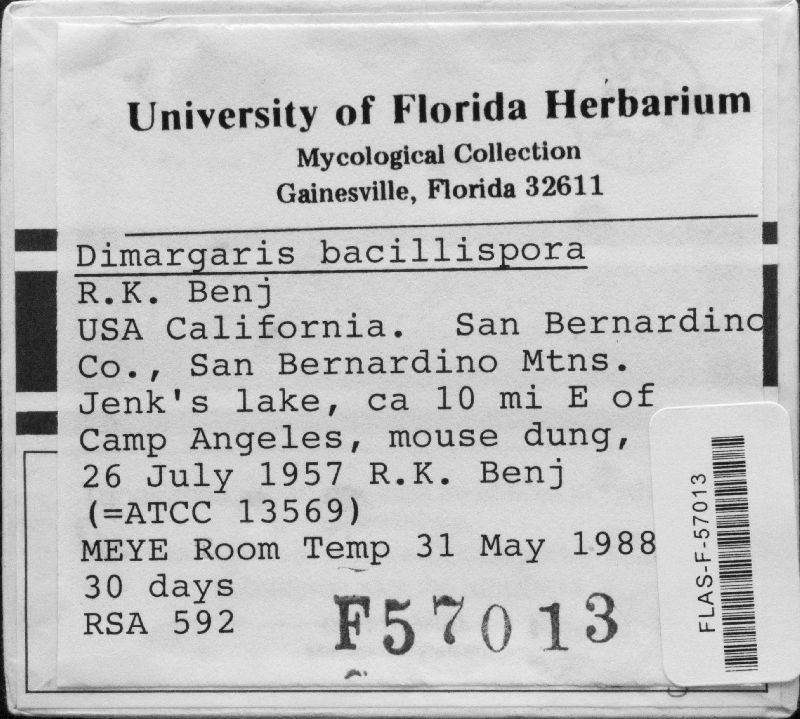 University of Florida Herbarium
Mycological Collection
Gainesville, Florida 32611
Dimargaris bacillispora
R.K. Benj
USA California. San Bernardino
Co., San Bernardino Mtns.
Jenk's lake, ca 10 mi E of
Camp Angeles, mouse dung,
26 July 1957 R.K. Benj
(=ATCC 13569)
MEYE Room Temp 31 May 1988
30 days
RSA 592
F57013
FLAS-F-57013